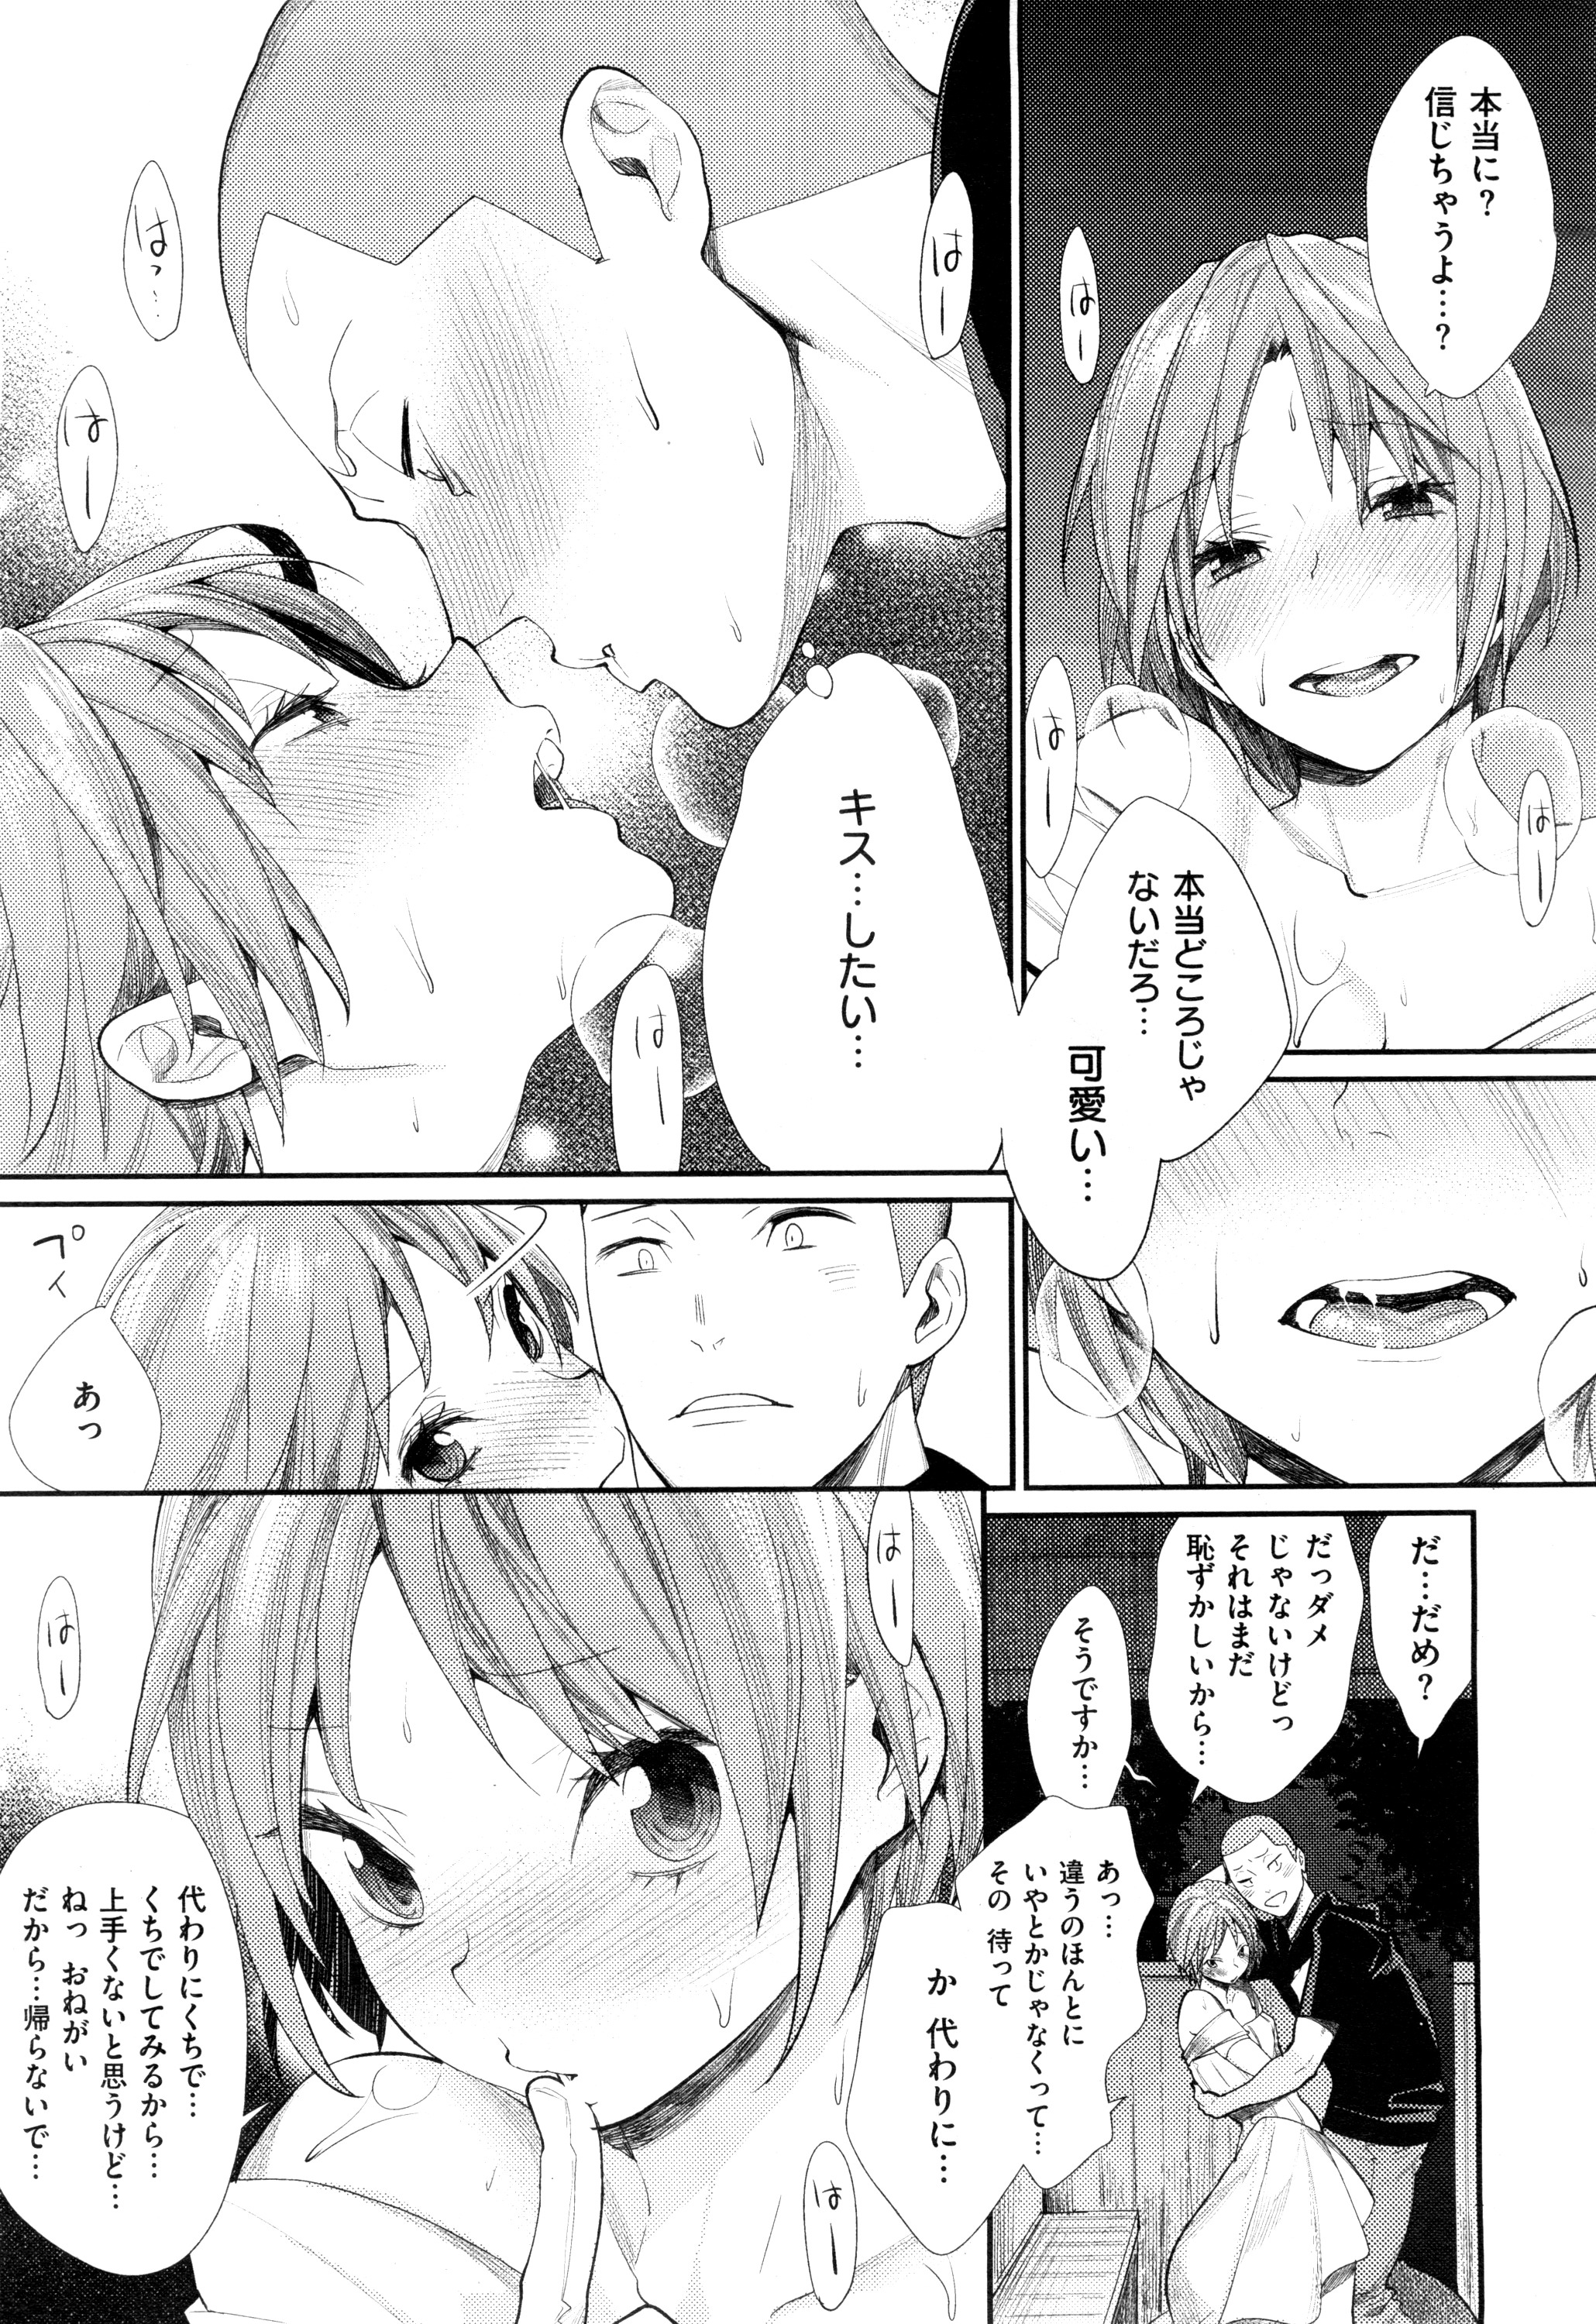 本当に？
信じちゃうよ…？
はー
はー
はー
本当どころじゃ
ないだろ…
可愛い…
はー
はー
はっ…
はー
キス…したい…
プイ
あっ
だ…だめ？
だっダメ
じゃないけどっ
それはまだ
恥ずかしいから…
そうですか…
あっ…
違うのほんとに
いやとかじゃなくって…
その 待って
か 代わりに…
はー
はー
はー
代わりにくちで…
くちでしてみるから…
上手くないと思うけど…
ねっ おねがい
だから…帰らないで…